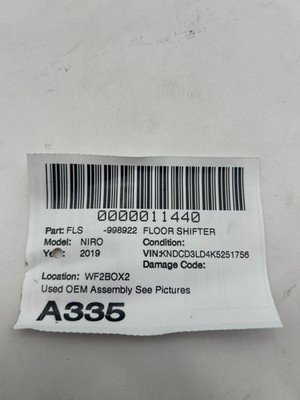 0000011440
Part: FLS -998922 FLOOR SHIFTER
Model: NIRO Condition:
Year: 2019 VIN:KNDCD3LD4K5251756
Damage Code:
Location: WF2BOX2
Used OEM Assembly See Pictures
A335